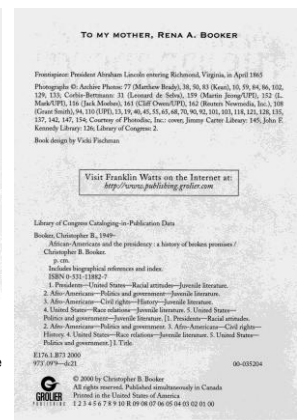 TO MY MOTHER, RENA A. BOOKER
Frontispiece: President Abraham Lincoln entering Richmond, Virginia, in April 1865
Photographs ©: Archive Photos: 77 (Matthew Brady), 38, 50, 83 (Kean), 10, 59, 84, 86, 102,
129, 133; Corbis-Bettmann: 31 (Leonard de Selva), 159 (Martin Jeong/UPI), 152 (L.
Mark/UPI), 116 (Jack Moebes), 161 (Cliff Owen/UPI), 162 (Reuters Newmedia, Inc.), 108
(Grant Smith), 94, 110 (UPI), 13, 19, 40, 45, 55, 63, 68, 70, 90, 92, 101, 103, 118, 121, 128, 135,
137, 142, 147, 154; Courtesy of Photodisc, Inc.: cover; Jimmy Carter Library: 145; John F.
Kennedy Library: 126; Library of Congress: 2.
Book design by Vicki Fischman
Visit Franklin Watts on the Internet at:
http://www.publishing.grolier.com
Library of Congress Cataloging-in-Publication Data
Booker, Christopher B., 1949–
African-Americans and the presidency : a history of broken promises /
Christopher B. Booker.
p. cm.
Includes biographical references and index.
ISBN 0-531-11882-7
1. Presidents—United States—Racial attitudes—Juvenile literature.
2. Afro-Americans—Politics and government—Juvenile literature.
3. Afro-Americans—Civil rights—History—Juvenile literature.
4. United States—Race relations—Juvenile literature. 5. United States—
Politics and government—Juvenile literature. [1. Presidents—Racial attitudes.
2. Afro-Americans—Politics and government. 3. Afro-Americans—Civil rights—
History. 4. United States—Race relations—Juvenile literature. 5. United States—
Politics and government.] I. Title.
E176.1.B73 2000
973'.09'9—dc21 00-035204
GROLIER
PUBLISHING
© 2000 by Christopher B. Booker
All rights reserved. Published simultaneously in Canada
Printed in the United States of America
1 2 3 4 5 6 7 8 9 10 R 09 08 07 06 05 04 03 02 01 00